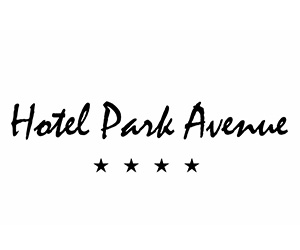 Hotel Park Avenue
★ ★ ★ ★